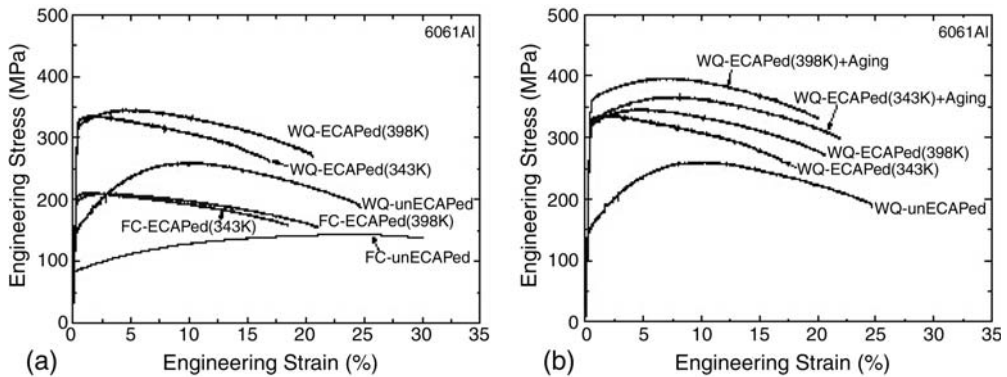 500
400
300
200
100
0
Engineering Stress (MPa)
6061Al
WQ-ECAPed(398K)
WQ-ECAPed(343K)
WQ-unECAPed
FC-ECAPed(398K)
FC-ECAPed(343K)
FC-unECAPed
0 5 10 15 20 25 30 35
Engineering Strain (%)
(a)
500
400
300
200
100
0
Engineering Stress (MPa)
6061Al
WQ-ECAPed(398K)+Aging
WQ-ECAPed(343K)+Aging
WQ-ECAPed(398K)
WQ-ECAPed(343K)
WQ-unECAPed
0 5 10 15 20 25 30 35
Engineering Strain (%)
(b)